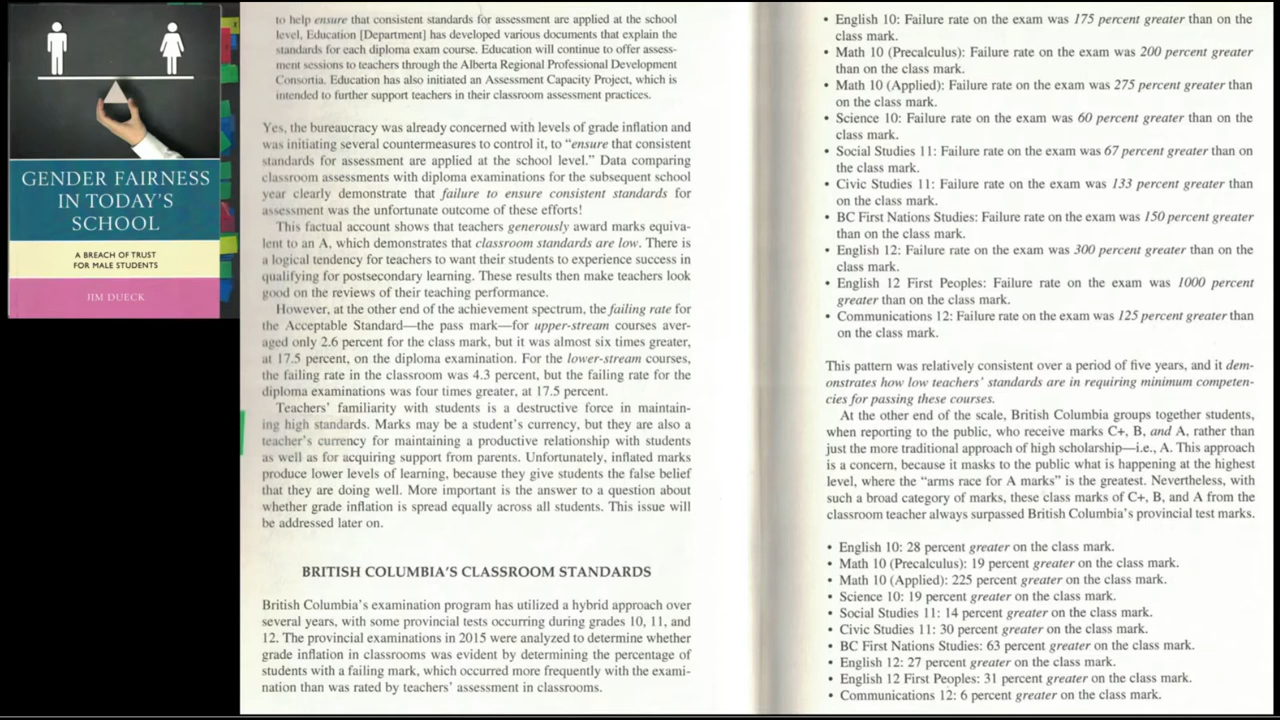 GENDER FAIRNESS
IN TODAY'S
SCHOOL
A BREACH OF TRUST
FOR MALE STUDENTS
JIM DUECK
to help ensure that consistent standards for assessment are applied at the school
level, Education [Department] has developed various documents that explain the
standards for each diploma exam course. Education will continue to offer assess-
ment sessions to teachers through the Alberta Regional Professional Development
Consortia. Education has also initiated an Assessment Capacity Project, which is
intended to further support teachers in their classroom assessment practices.
Yes, the bureaucracy was already concerned with levels of grade inflation and
was initiating several countermeasures to control it, to “ensure that consistent
standards for assessment are applied at the school level.” Data comparing
classroom assessments with diploma examinations for the subsequent school
year clearly demonstrate that failure to ensure consistent standards for
assessment was the unfortunate outcome of these efforts!
This factual account shows that teachers generously award marks equiva-
lent to an A, which demonstrates that classroom standards are low. There is
a logical tendency for teachers to want their students to experience success in
qualifying for postsecondary learning. These results then make teachers look
good on the reviews of their teaching performance.
However, at the other end of the achievement spectrum, the failing rate for
the Acceptable Standard—the pass mark—for upper-stream courses aver-
aged only 2.6 percent for the class mark, but it was almost six times greater,
at 17.5 percent, on the diploma examination. For the lower-stream courses,
the failing rate in the classroom was 4.3 percent, but the failing rate for the
diploma examinations was four times greater, at 17.5 percent.
Teachers’ familiarity with students is a destructive force in maintain-
ing high standards. Marks may be a student’s currency, but they are also a
teacher’s currency for maintaining a productive relationship with students
as well as for acquiring support from parents. Unfortunately, inflated marks
produce lower levels of learning, because they give students the false belief
that they are doing well. More important is the answer to a question about
whether grade inflation is spread equally across all students. This issue will
be addressed later on.
BRITISH COLUMBIA’S CLASSROOM STANDARDS
British Columbia’s examination program has utilized a hybrid approach over
several years, with some provincial tests occurring during grades 10, 11, and
12. The provincial examinations in 2015 were analyzed to determine whether
grade inflation in classrooms was evident by determining the percentage of
students with a failing mark, which occurred more frequently with the exami-
nation than was rated by teachers’ assessment in classrooms.
• English 10: Failure rate on the exam was 175 percent greater than on the
class mark.
• Math 10 (Precalculus): Failure rate on the exam was 200 percent greater
than on the class mark.
• Math 10 (Applied): Failure rate on the exam was 275 percent greater than
on the class mark.
• Science 10: Failure rate on the exam was 60 percent greater than on the
class mark.
• Social Studies 11: Failure rate on the exam was 67 percent greater than on
the class mark.
• Civic Studies 11: Failure rate on the exam was 133 percent greater than
on the class mark.
• BC First Nations Studies: Failure rate on the exam was 150 percent greater
than on the class mark.
• English 12: Failure rate on the exam was 300 percent greater than on the
class mark.
• English 12 First Peoples: Failure rate on the exam was 1000 percent
greater than on the class mark.
• Communications 12: Failure rate on the exam was 125 percent greater than
on the class mark.
This pattern was relatively consistent over a period of five years, and it dem-
onstrates how low teachers’ standards are in requiring minimum competen-
cies for passing these courses.
At the other end of the scale, British Columbia groups together students,
when reporting to the public, who receive marks C+, B, and A, rather than
just the more traditional approach of high scholarship—i.e., A. This approach
is a concern, because it masks to the public what is happening at the highest
level, where the “arms race for A marks” is the greatest. Nevertheless, with
such a broad category of marks, these class marks of C+, B, and A from the
classroom teacher always surpassed British Columbia’s provincial test marks.
• English 10: 28 percent greater on the class mark.
• Math 10 (Precalculus): 19 percent greater on the class mark.
• Math 10 (Applied): 225 percent greater on the class mark.
• Science 10: 19 percent greater on the class mark.
• Social Studies 11: 14 percent greater on the class mark.
• Civic Studies 11: 30 percent greater on the class mark.
• BC First Nations Studies: 63 percent greater on the class mark.
• English 12: 27 percent greater on the class mark.
• English 12 First Peoples: 31 percent greater on the class mark.
• Communications 12: 6 percent greater on the class mark.